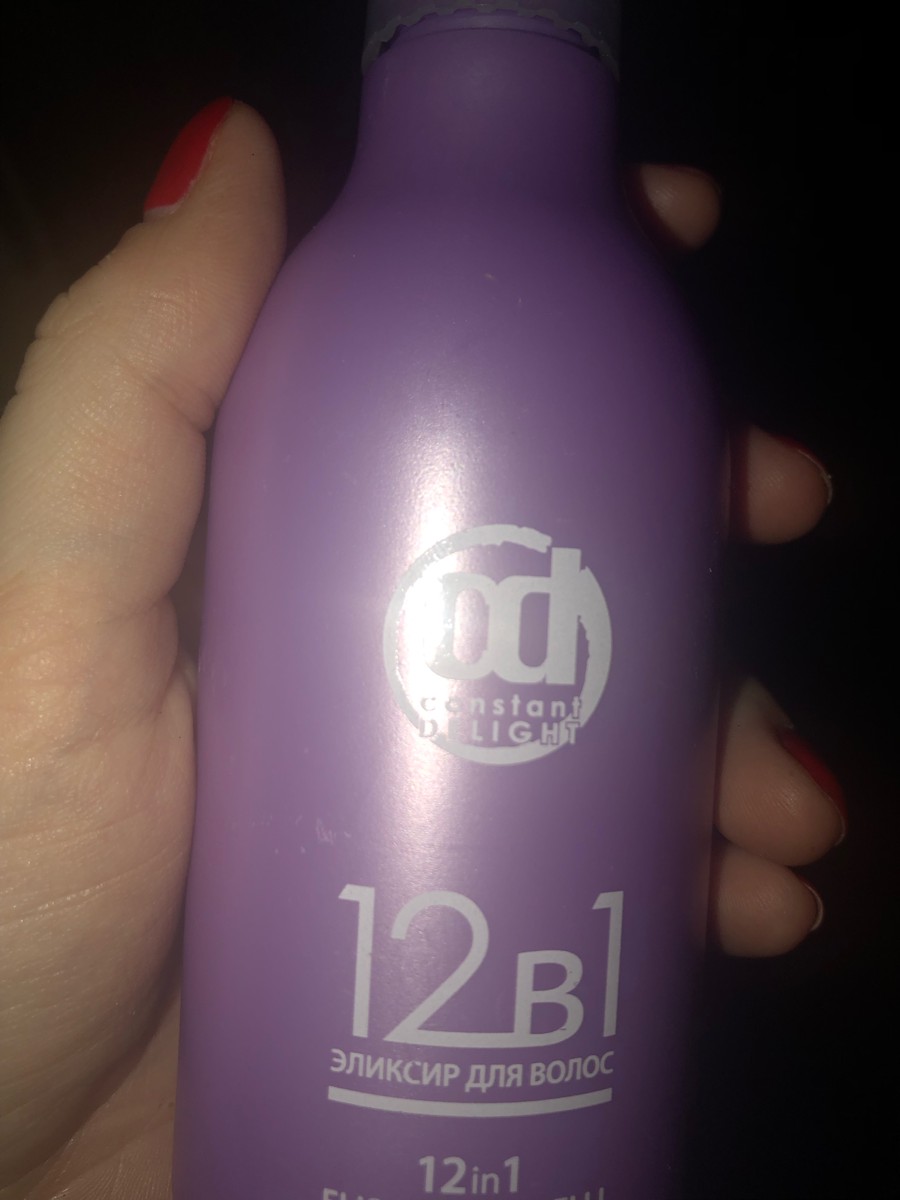 cd
constant
DELIGHT
12в1
ЭЛИКСИР ДЛЯ ВОЛОС
12in1